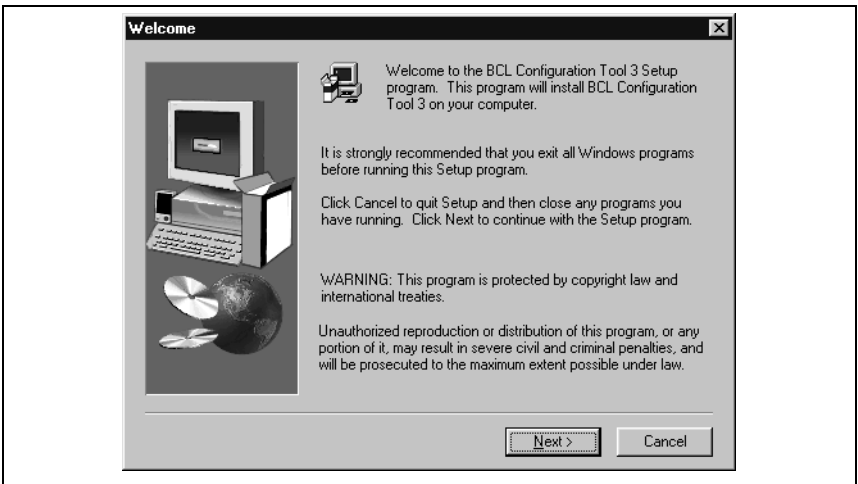 Welcome
Welcome to the BCL Configuration Tool 3 Setup
program.  This program will install BCL Configuration
Tool 3 on your computer.
It is strongly recommended that you exit all Windows programs
before running this Setup program.
Click Cancel to quit Setup and then close any programs you
have running.  Click Next to continue with the Setup program.
WARNING: This program is protected by copyright law and
international treaties.
Unauthorized reproduction or distribution of this program, or any
portion of it, may result in severe civil and criminal penalties, and
will be prosecuted to the maximum extent possible under law.
Next > Cancel